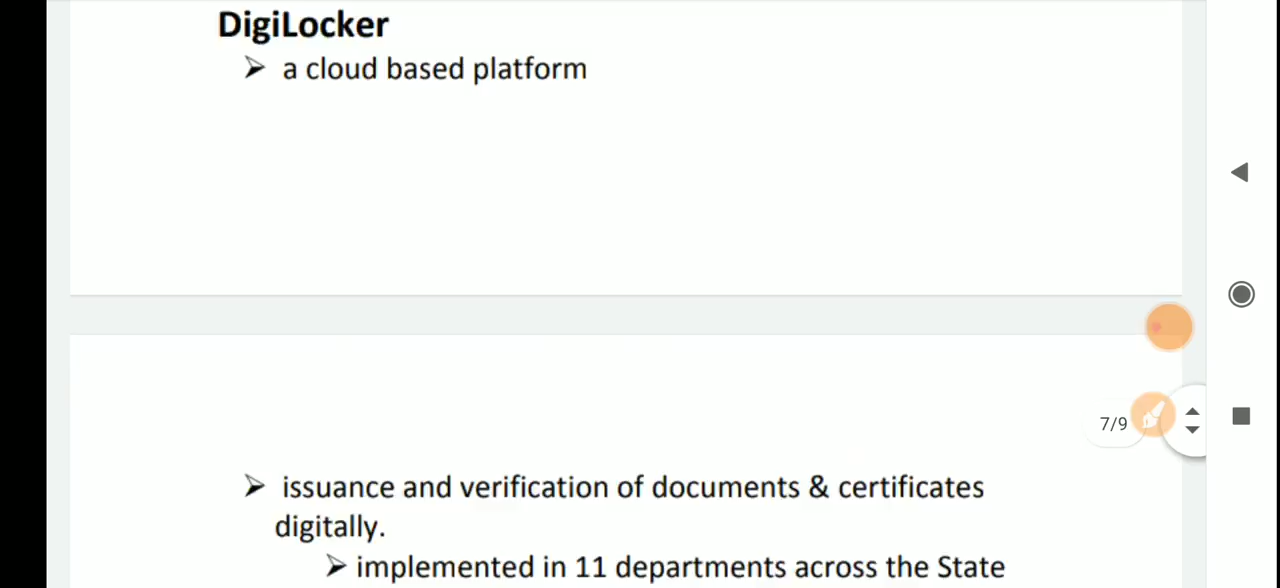 DigiLocker
➢ a cloud based platform
7/9
➢ issuance and verification of documents & certificates
digitally.
➢ implemented in 11 departments across the State